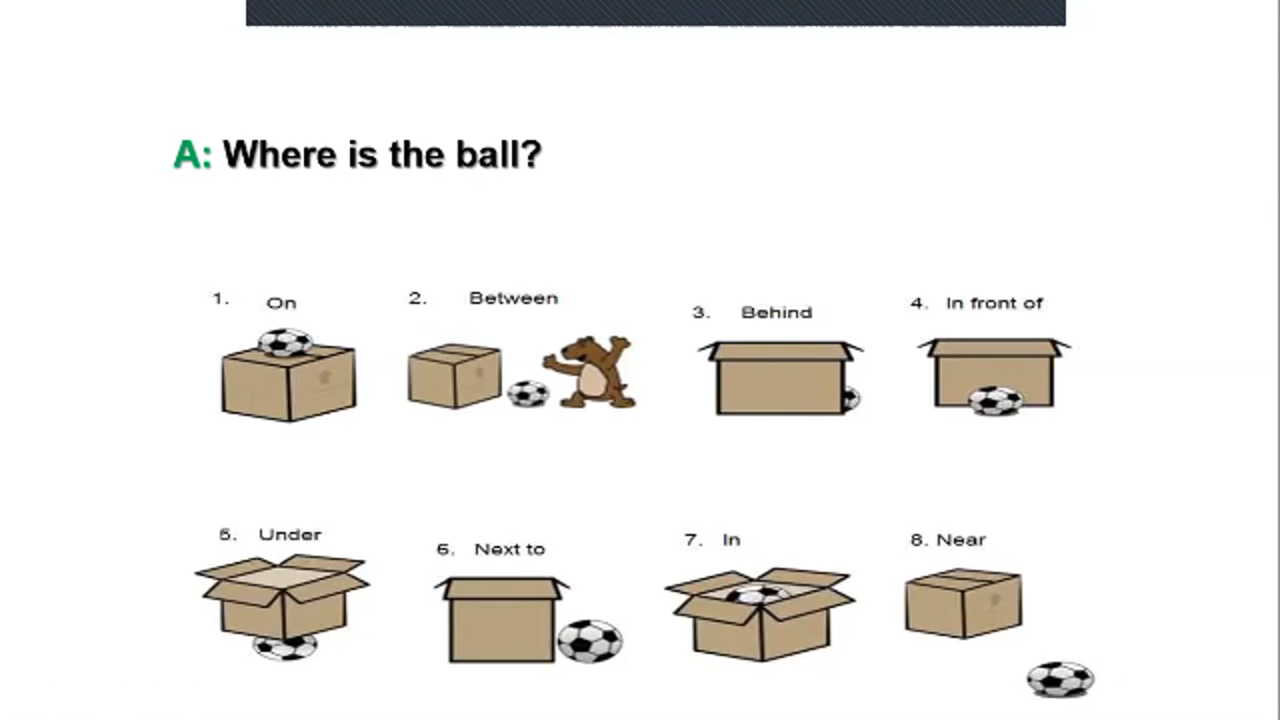 A: Where is the ball?
1. On
2. Between
3. Behind
4. In front of
5. Under
6. Next to
7. In
8. Near